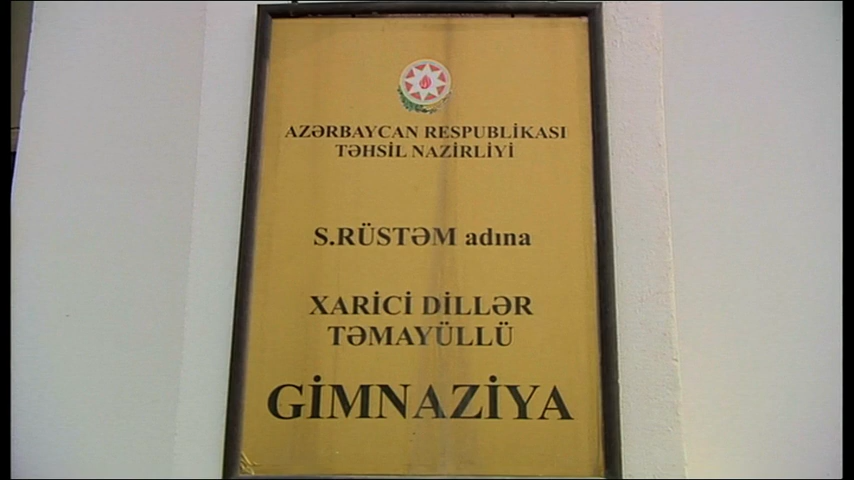 AZƏRBAYCAN RESPUBLİKASI
TƏHSİL NAZİRLİYİ
S.RÜSTƏM adına
XARİCİ DİLLƏR
TƏMAYÜLLÜ
GİMNAZİYA